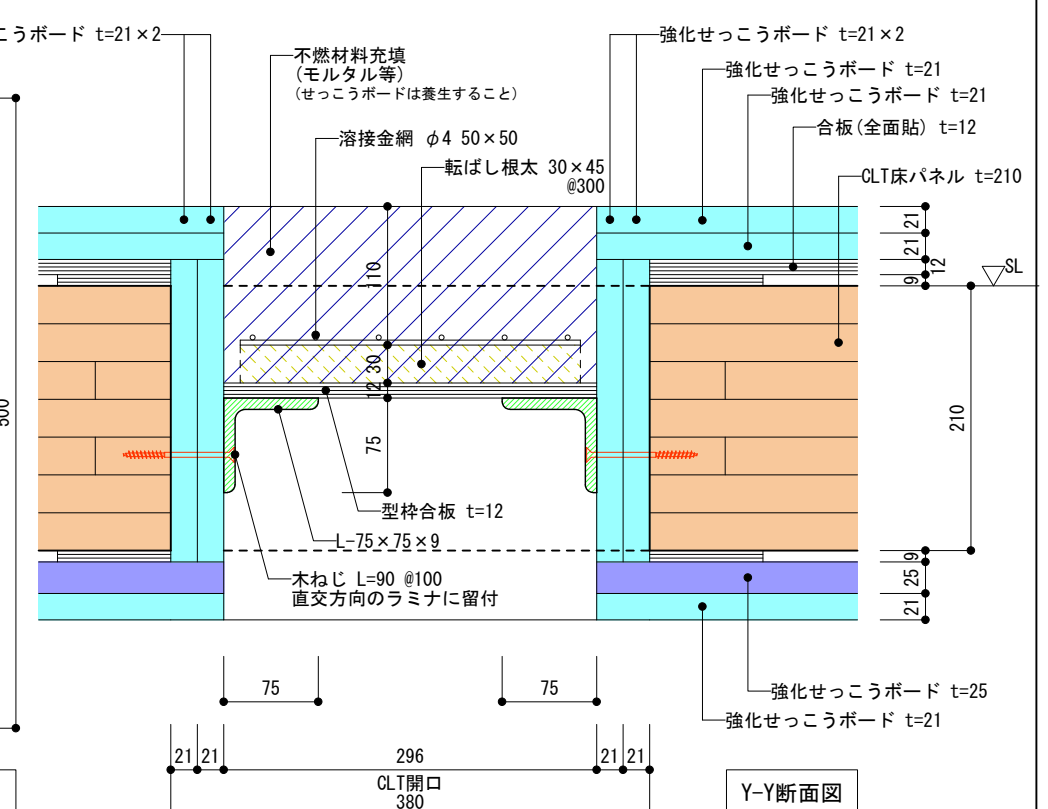 こうボード t=21×2
不燃材料充填
(モルタル等)
(せっこうボードは養生すること)
溶接金網 φ4 50×50
転ばし根太 30×45
@300
強化せっこうボード t=21×2
強化せっこうボード t=21
強化せっこうボード t=21
合板(全面貼) t=12
CLT床パネル t=210
21
21
12
9
SL
110
30
12
75
210
型枠合板 t=12
L-75×75×9
木ねじ L=90 @100
直交方向のラミナに留付
9
25
21
75
75
強化せっこうボード t=25
強化せっこうボード t=21
21
21
296
21
21
CLT開口
380
Y-Y断面図